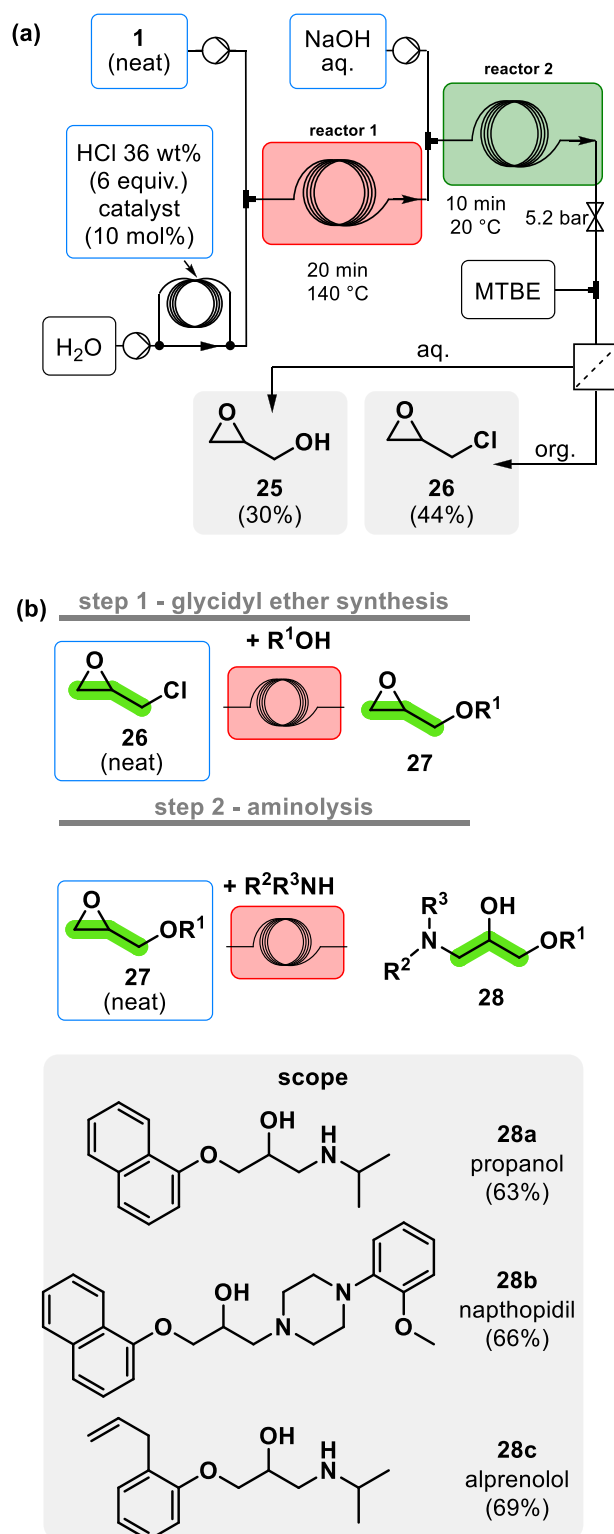 (a)
1
(neat)
NaOH
aq.
reactor 2
reactor 1
HCl 36 wt%
(6 equiv.)
catalyst
(10 mol%)
10 min
20 °C
5.2 bar
20 min
140 °C
MTBE
H2O
aq.
O
OH
25
(30%)
O
Cl
26
(44%)
org.
(b)
step 1 - glycidyl ether synthesis
+ R1OH
O
Cl
26
(neat)
O
OR1
27
step 2 - aminolysis
+ R2R3NH
O
OR1
27
(neat)
R3
OH
N
OR1
R2
28
scope
OH
H
N
O
28a
propanol
(63%)
OH
N
O
N
O
28b
napthopidil
(66%)
OH
H
N
O
28c
alprenolol
(69%)